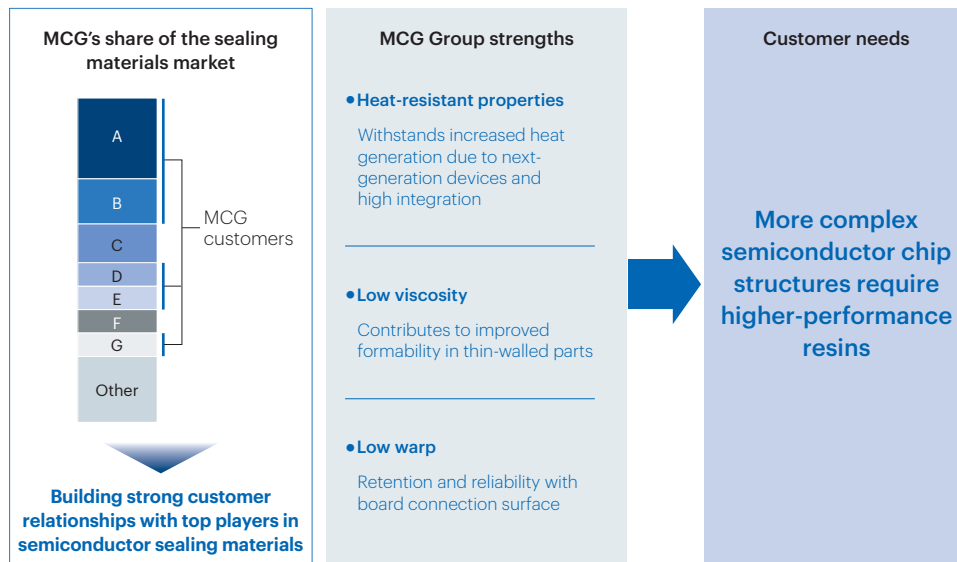 MCG's share of the sealing
materials market
A
B
C
D
E
F
G
Other
MCG
customers
Building strong customer
relationships with top players in
semiconductor sealing materials
MCG Group strengths
•Heat-resistant properties
Withstands increased heat
generation due to next-
generation devices and
high integration
•Low viscosity
Contributes to improved
formability in thin-walled parts
•Low warp
Retention and reliability with
board connection surface
Customer needs
More complex
semiconductor chip
structures require
higher-performance
resins